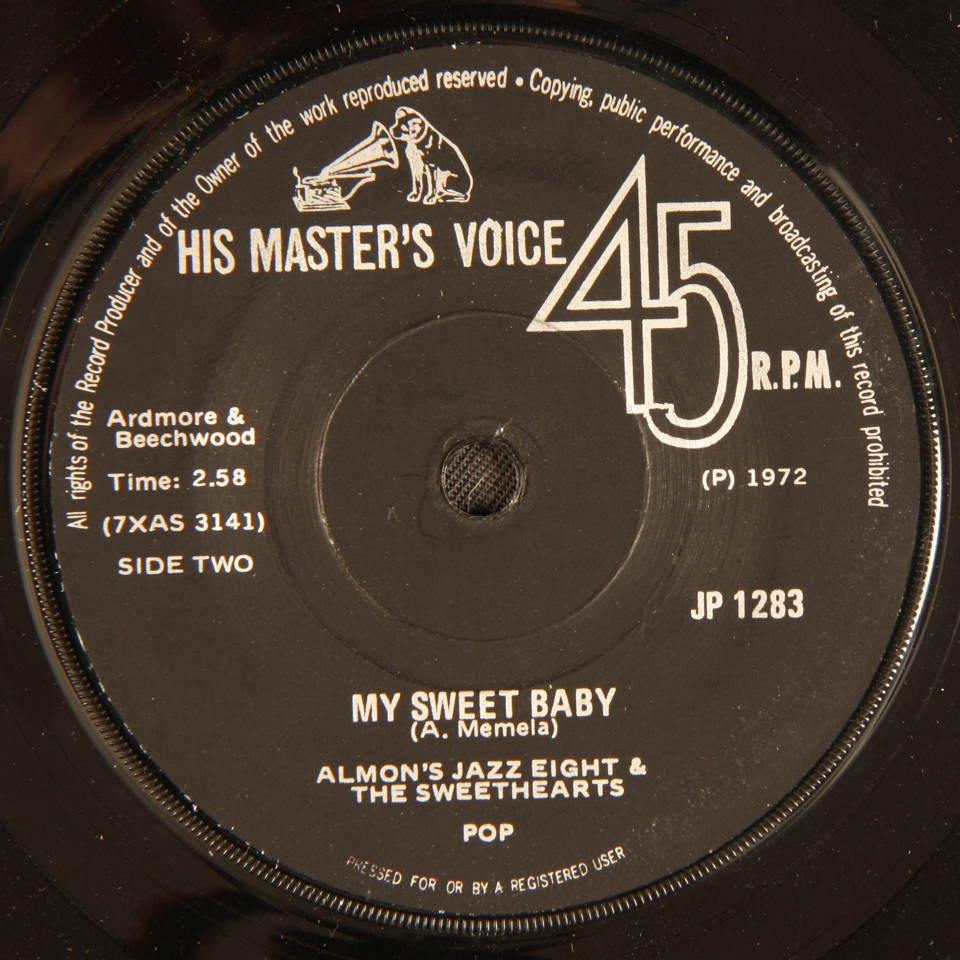 All rights of the Record Producer and of the Owner of the work reproduced reserved • Copying, public performance and broadcasting of this record prohibited
HIS MASTER'S VOICE
45 R.P.M.
Ardmore &
Beechwood
Time: 2.58
(7XAS 3141)
SIDE TWO
(P) 1972
JP 1283
MY SWEET BABY
(A. Memela)
ALMON'S JAZZ EIGHT &
THE SWEETHEARTS
POP
PRESSED FOR OR BY A REGISTERED USER